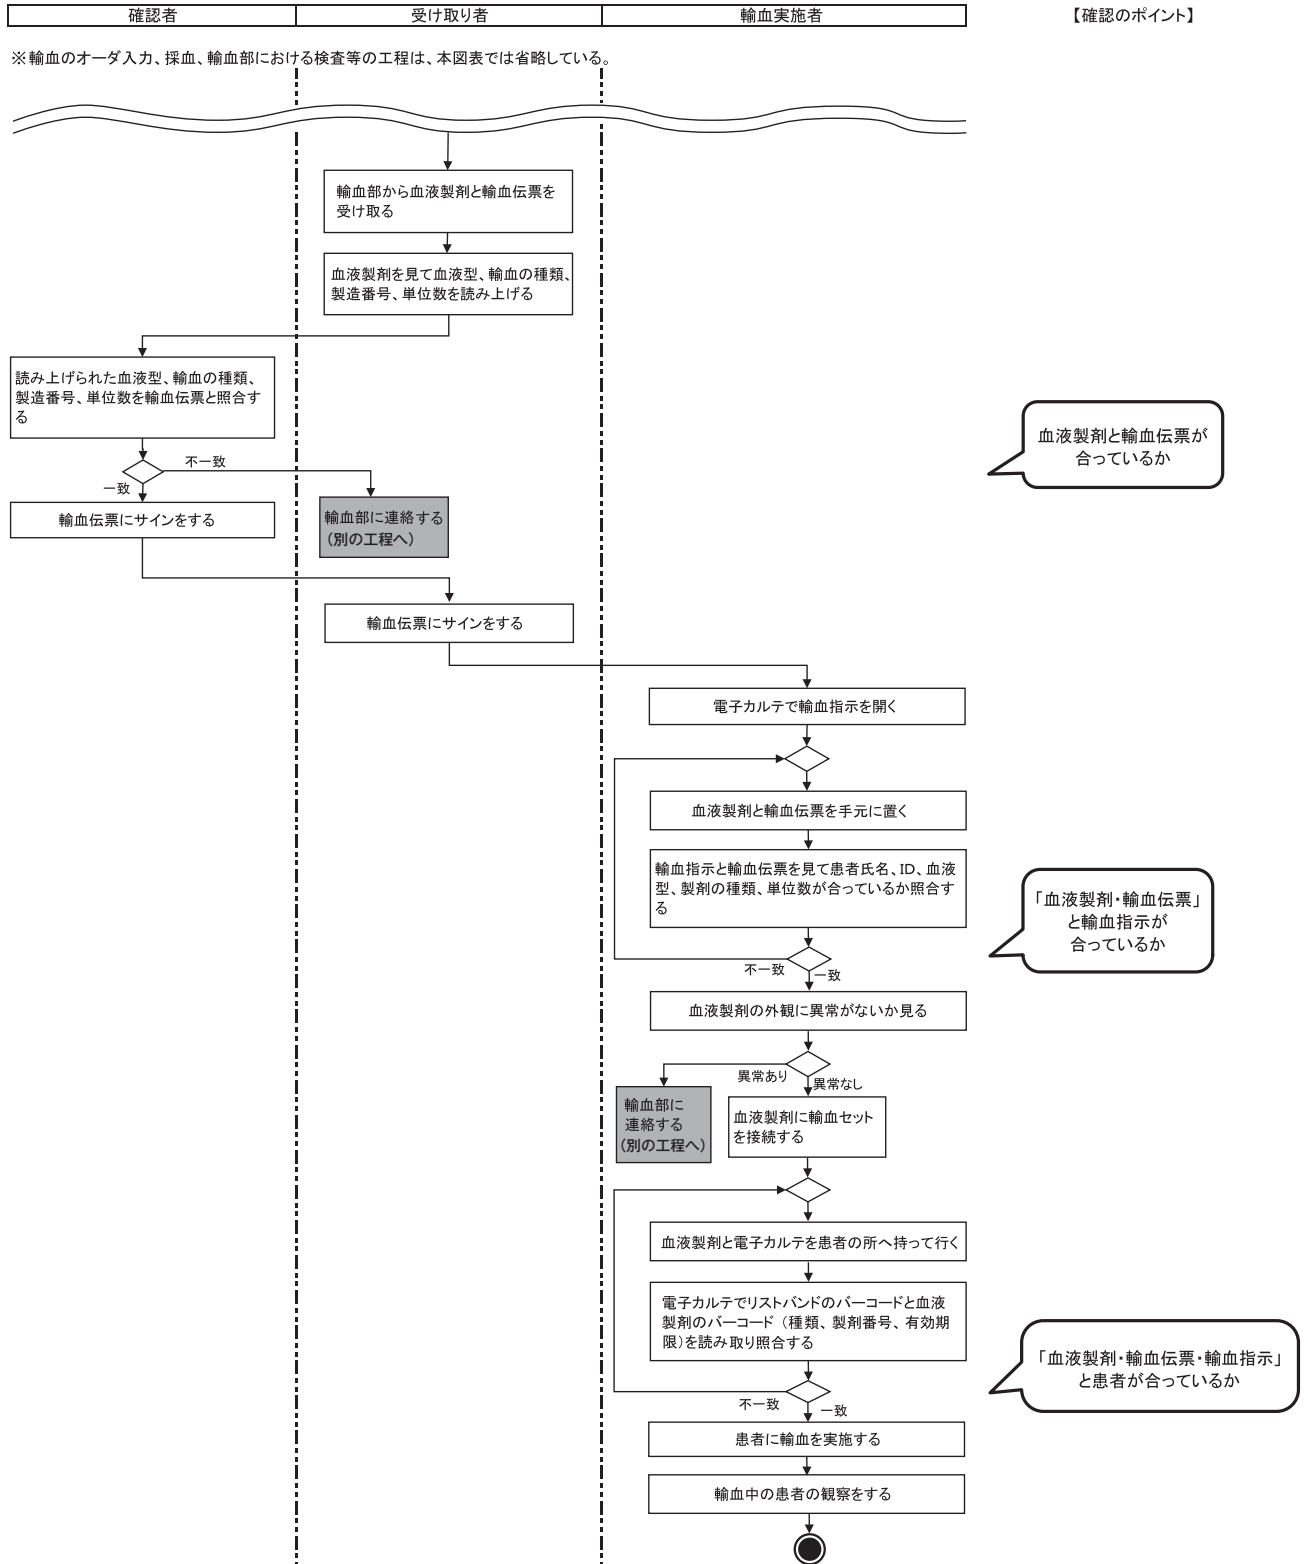 確認者
受け取り者
輸血実施者
【確認のポイント】
※輸血のオーダ入力、採血、輸血部における検査等の工程は、本図表では省略している。
輸血部から血液製剤と輸血伝票を
受け取る
血液製剤を見て血液型、輸血の種類、
製造番号、単位数を読み上げる
読み上げられた血液型、輸血の種類、
製造番号、単位数を輸血伝票と照合す
る
血液製剤と輸血伝票が
合っているか
不一致
一致
輸血伝票にサインをする
輸血部に連絡する
(別の工程へ)
輸血伝票にサインをする
電子カルテで輸血指示を開く
血液製剤と輸血伝票を手元に置く
輸血指示と輸血伝票を見て患者氏名、ID、血液
型、製剤の種類、単位数が合っているか照合す
る
「血液製剤・輸血伝票」
と輸血指示が
合っているか
不一致
一致
血液製剤の外観に異常がないか見る
異常あり
異常なし
輸血部に
連絡する
(別の工程へ)
血液製剤に輸血セット
を接続する
血液製剤と電子カルテを患者の所へ持って行く
電子カルテでリストバンドのバーコードと血液
製剤のバーコード(種類、製剤番号、有効期
限)を読み取り照合する
「血液製剤・輸血伝票・輸血指示」
と患者が合っているか
不一致
一致
患者に輸血を実施する
輸血中の患者の観察をする